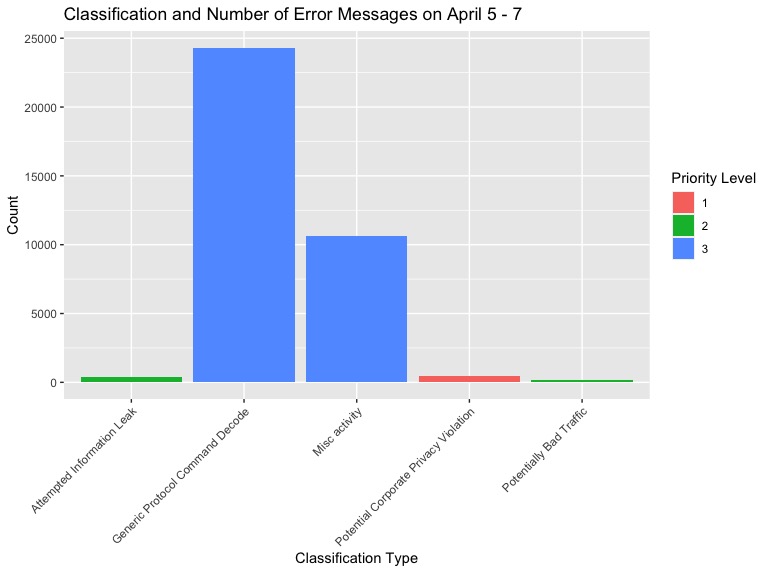 Classification and Number of Error Messages on April 5 - 7
Count
25000
20000
15000
10000
5000
0
Attempted Information Leak
Generic Protocol Command Decode
Misc activity
Potential Corporate Privacy Violation
Potentially Bad Traffic
Classification Type
Priority Level
1
2
3